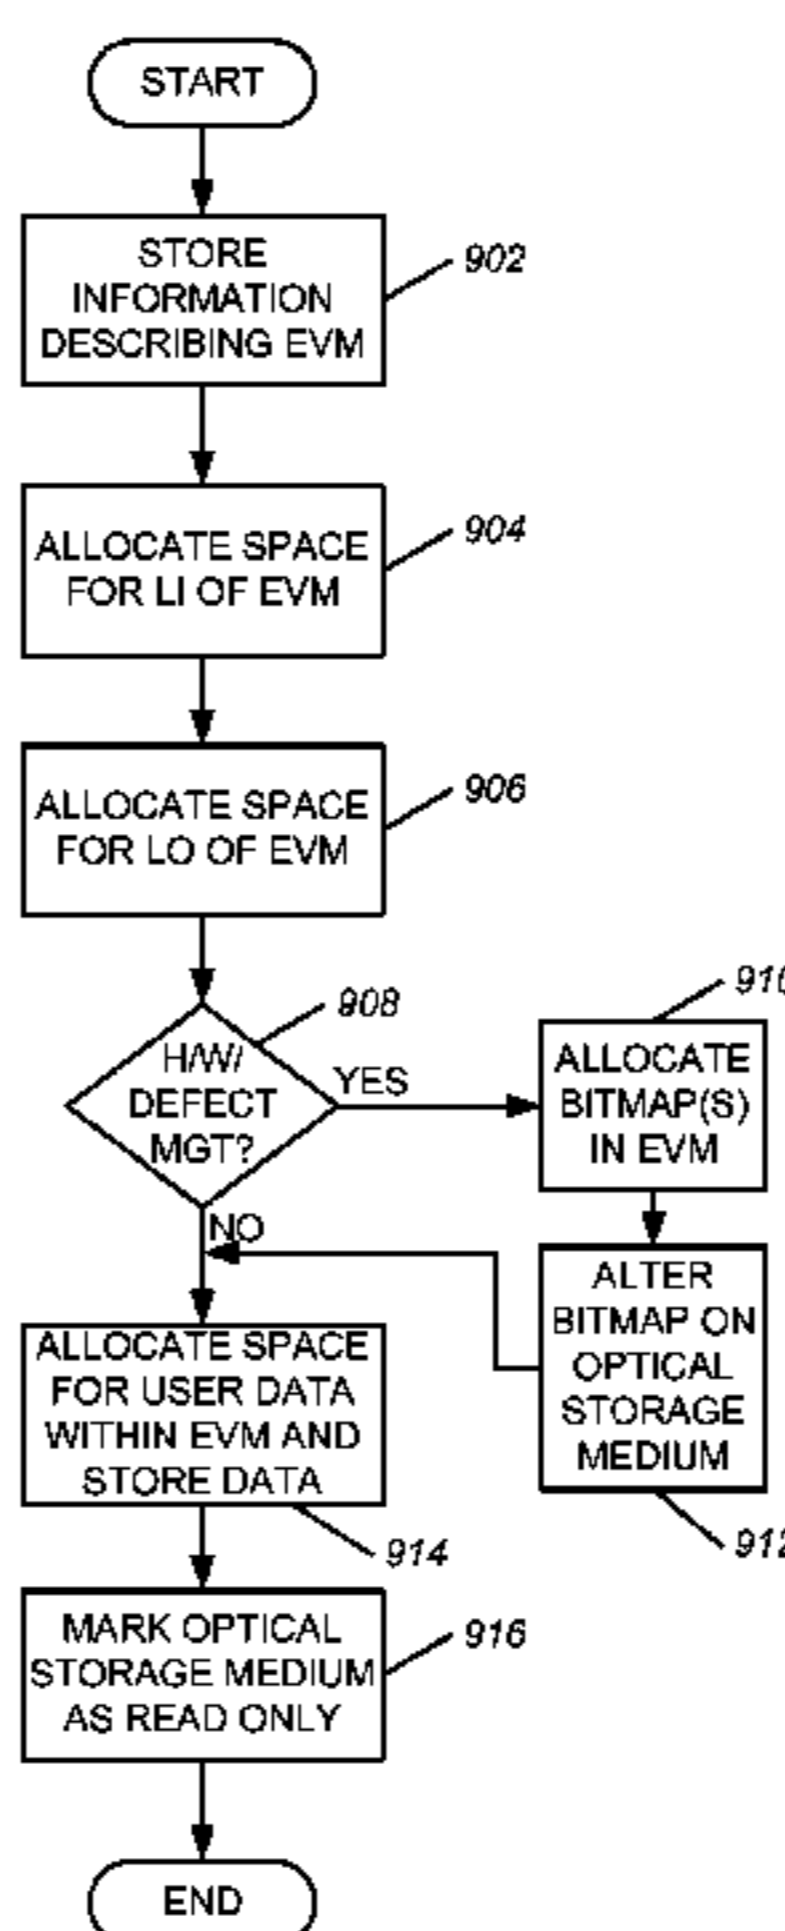 START
STORE
INFORMATION
DESCRIBING EVM
902
ALLOCATE SPACE
FOR LI OF EVM
904
ALLOCATE SPACE
FOR LO OF EVM
906
908
H/W/
DEFECT
MGT?
YES
NO
910
ALLOCATE
BITMAP(S)
IN EVM
ALTER
BITMAP ON
OPTICAL
STORAGE
MEDIUM
912
ALLOCATE SPACE
FOR USER DATA
WITHIN EVM AND
STORE DATA
914
MARK OPTICAL
STORAGE MEDIUM
AS READ ONLY
916
END